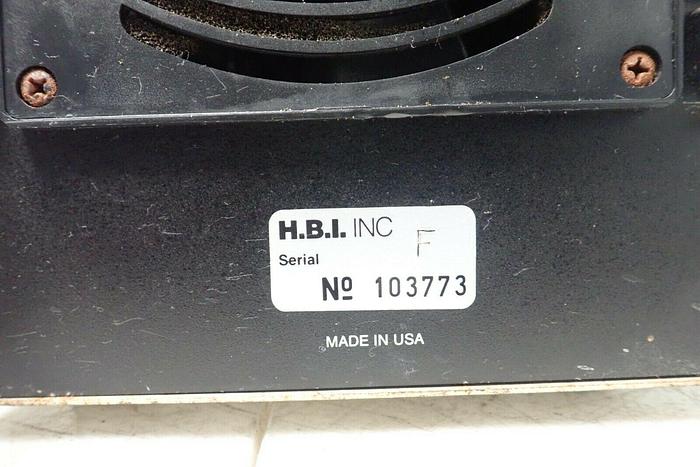 H.B.I. INC F
Serial
Nº 103773
MADE IN USA